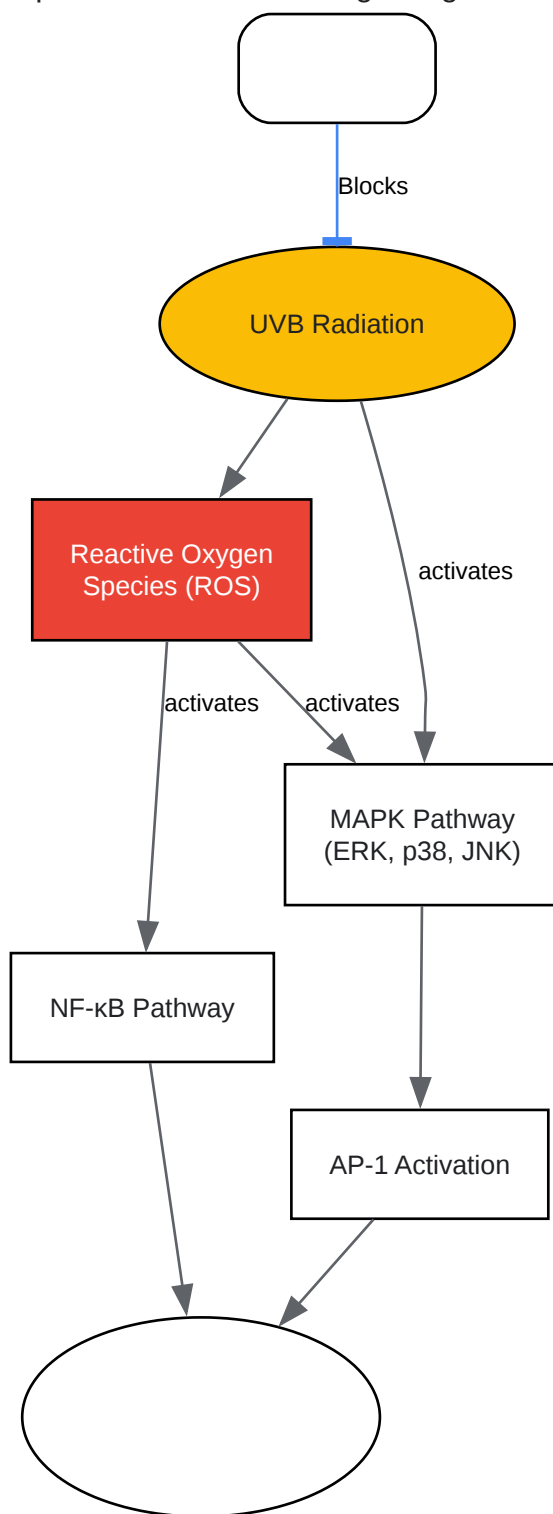 Blocks
UVB Radiation
activates
Reactive Oxygen
Species (ROS)
activates
activates
MAPK Pathway
(ERK, p38, JNK)
NF-κB Pathway
AP-1 Activation